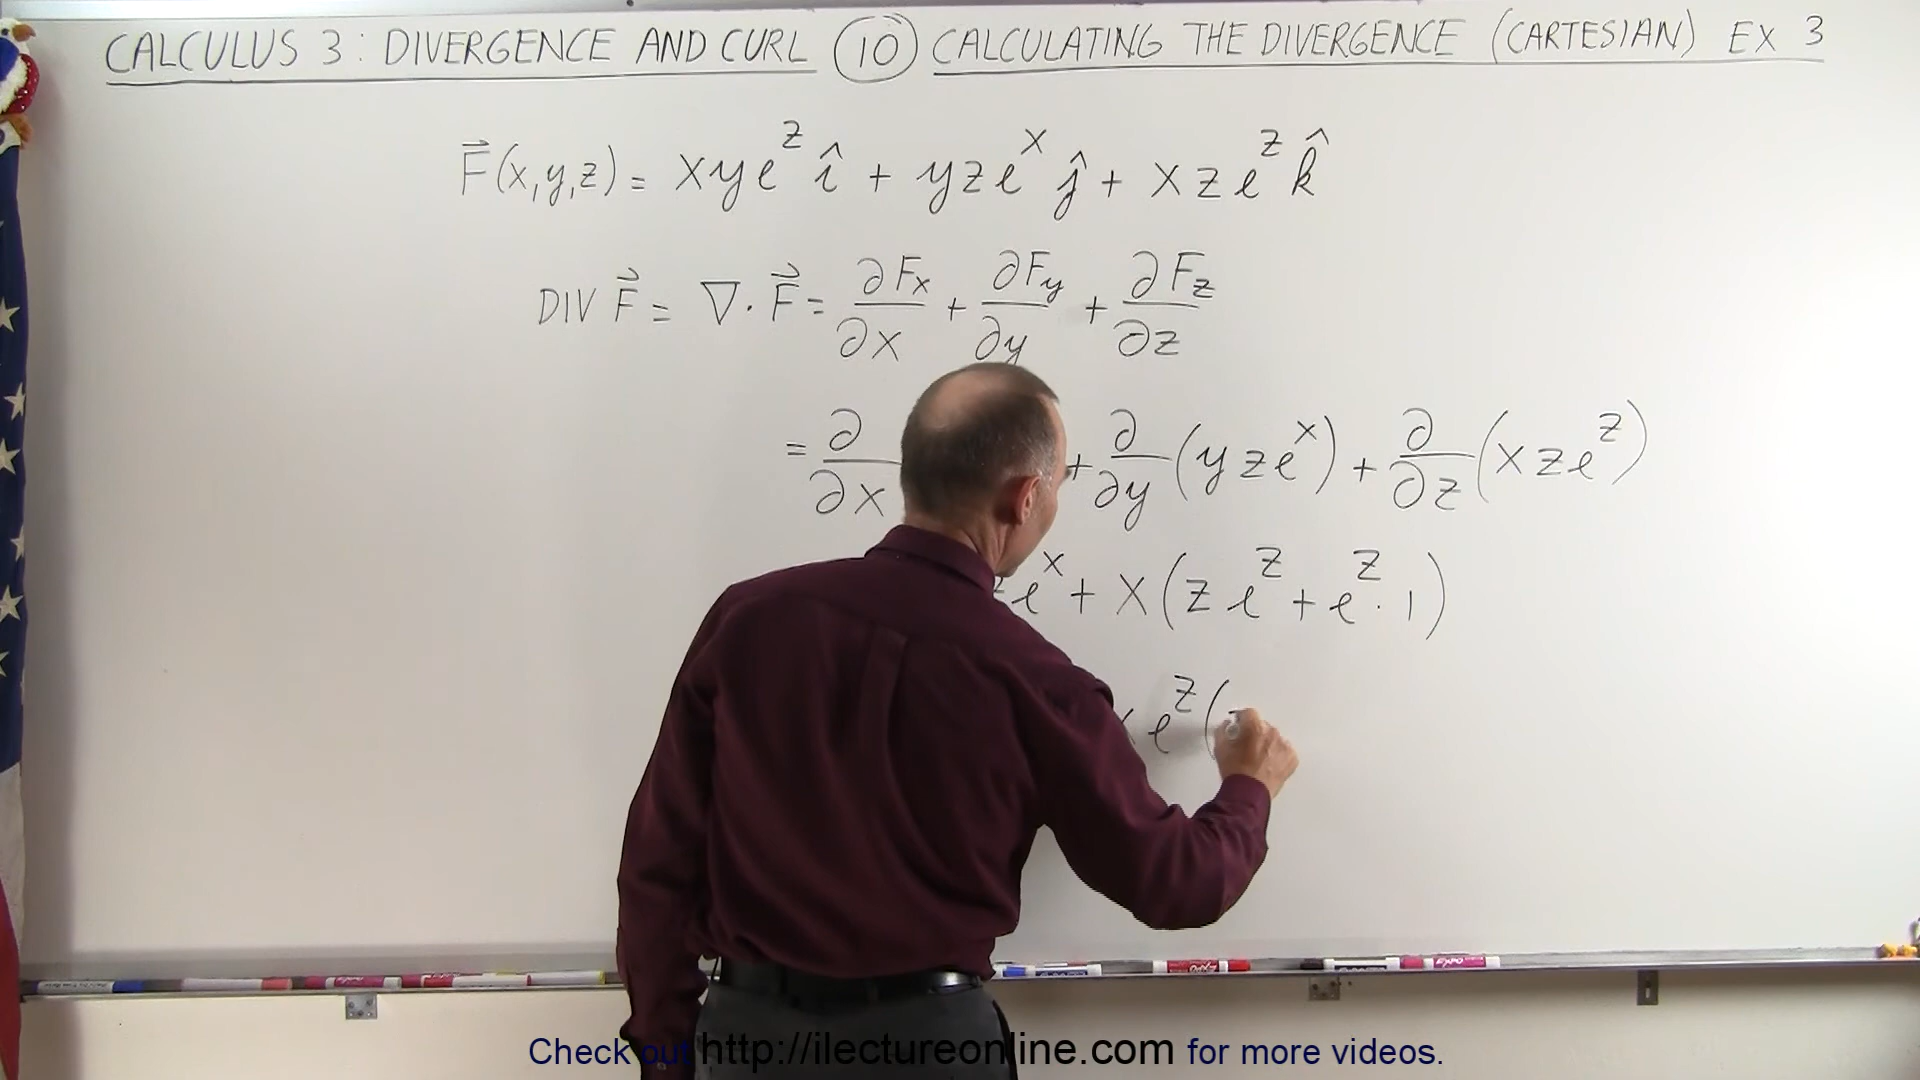 CALCULUS 3: DIVERGENCE AND CURL (10) CALCULATING THE DIVERGENCE (CARTESIAN) EX 3
F⃗(x,y,z) = xye^z î + yze^x ĵ + xze^z k̂
DIV F⃗ = ∇·F⃗ = ∂Fx/∂x + ∂Fy/∂y + ∂Fz/∂z
= ∂/∂x + ∂/∂y (yze^x) + ∂/∂z (xze^z)
e^x + x(ze^z + e^z·1)
xe^z(
Check out http://ilectureonline.com for more videos.